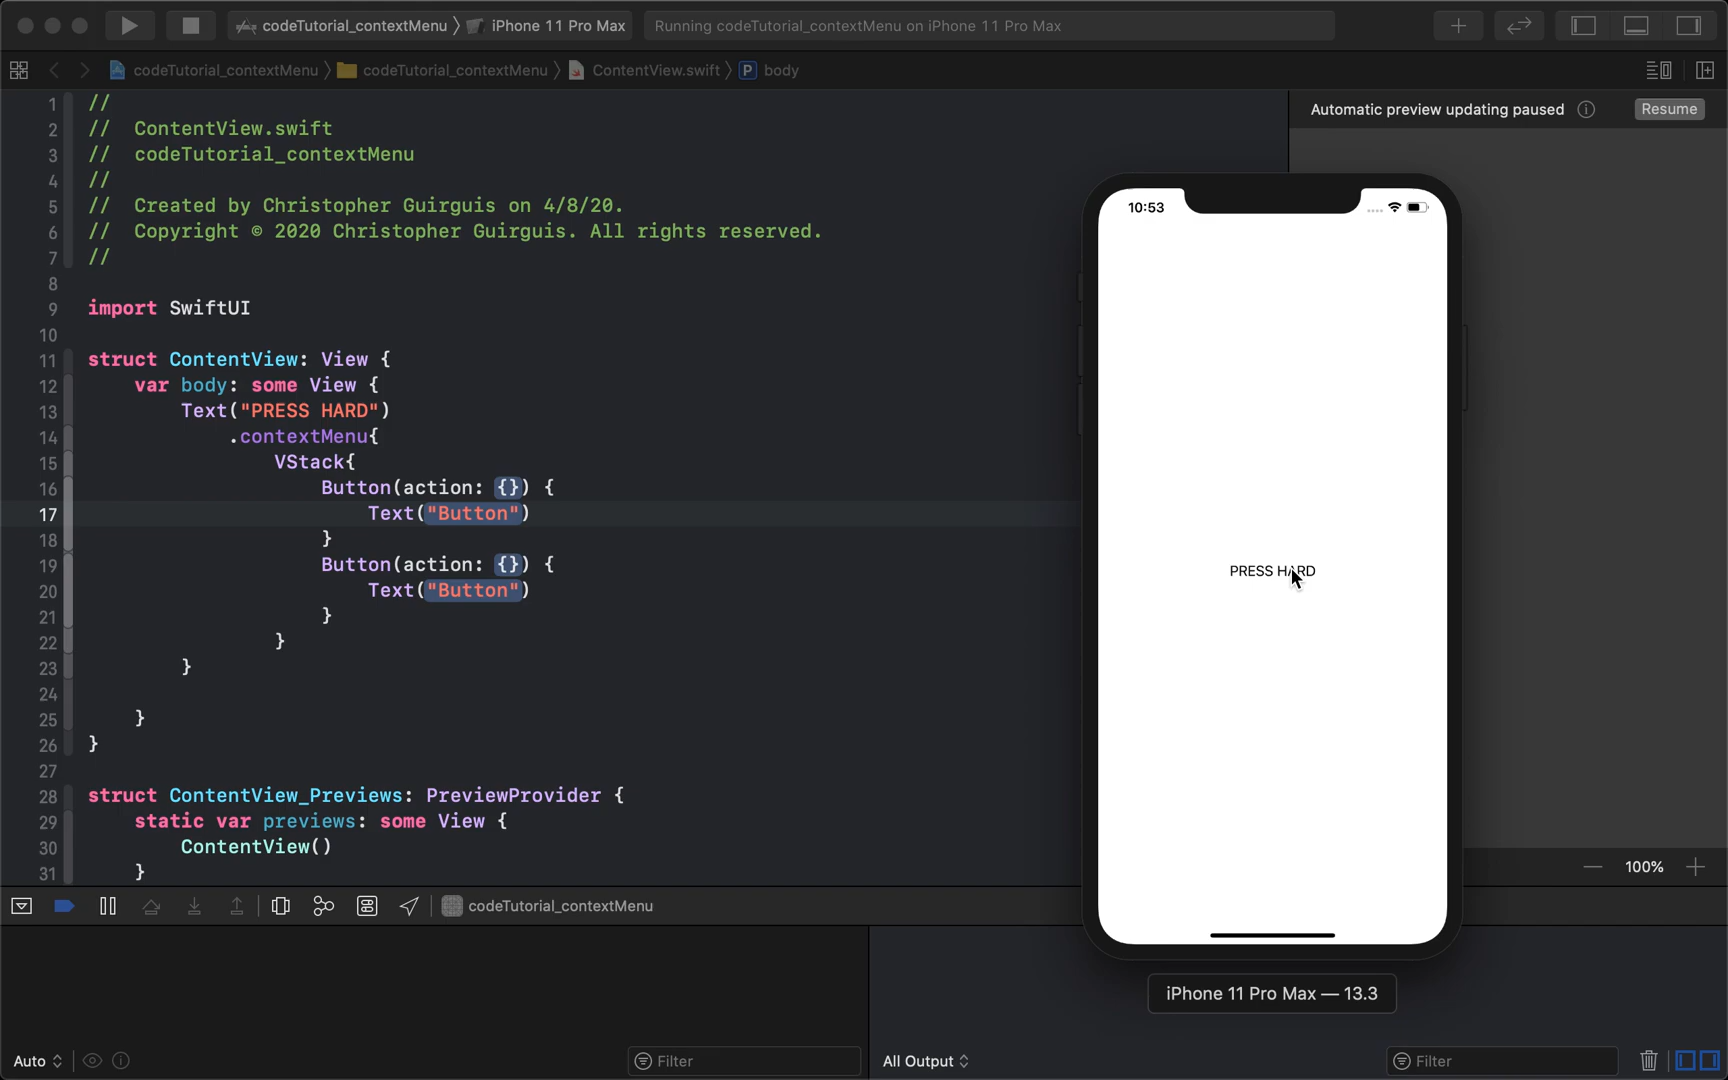 codeTutorial_contextMenu 〉 iPhone 11 Pro Max
Running codeTutorial_contextMenu on iPhone 11 Pro Max
codeTutorial_contextMenu 〉 codeTutorial_contextMenu 〉 ContentView.swift 〉 P body
Automatic preview updating paused
Resume
1 //
2 //  ContentView.swift
3 //  codeTutorial_contextMenu
4 //
5 //  Created by Christopher Guirguis on 4/8/20.
6 //  Copyright © 2020 Christopher Guirguis. All rights reserved.
7 //
8
9 import SwiftUI
10
11 struct ContentView: View {
12     var body: some View {
13         Text("PRESS HARD")
14             .contextMenu{
15                 VStack{
16                     Button(action: {}) {
17                         Text("Button")
18                     }
19                     Button(action: {}) {
20                         Text("Button")
21                     }
22                 }
23         }
24
25     }
26 }
27
28 struct ContentView_Previews: PreviewProvider {
29     static var previews: some View {
30         ContentView()
31     }
10:53
PRESS HARD
iPhone 11 Pro Max — 13.3
100%
codeTutorial_contextMenu
Auto
Filter
All Output
Filter